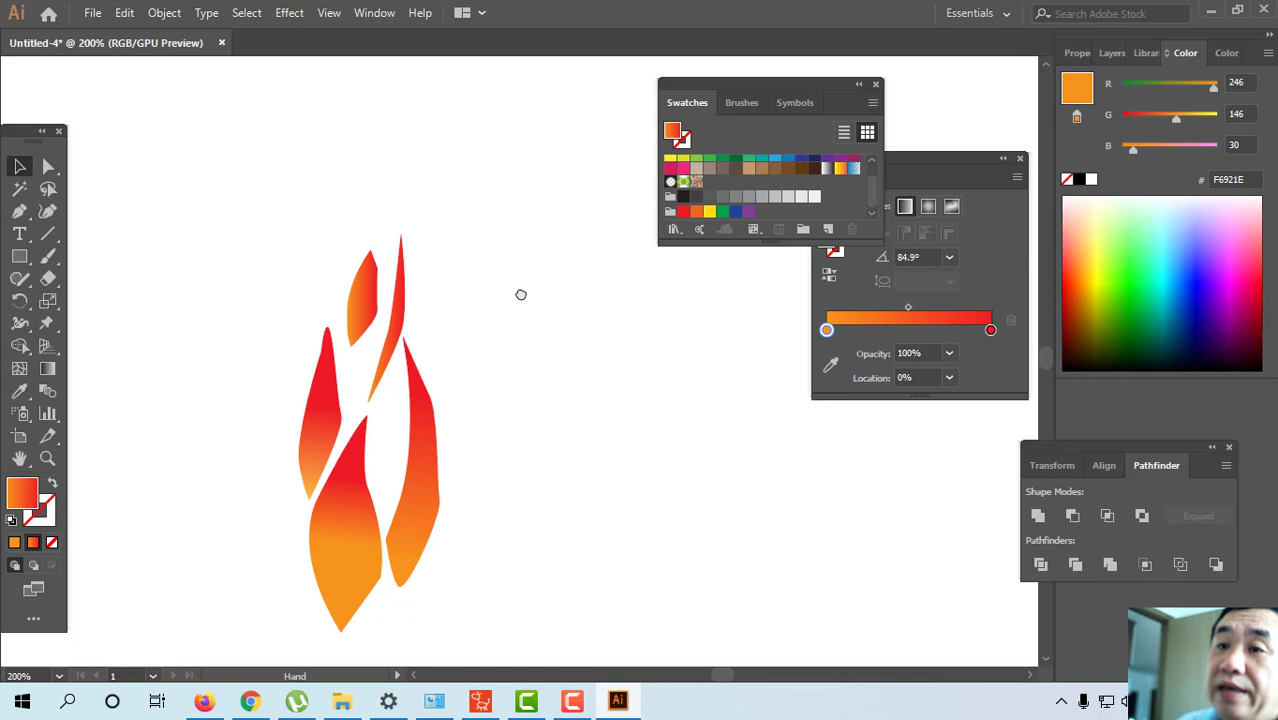 Ai
File
Edit
Object
Type
Select
Effect
View
Window
Help
Essentials
Search Adobe Stock
Untitled-4* @ 200% (RGB/GPU Preview)
Prope
Layers
Librar
Color
Color
Swatches
Brushes
Symbols
R
246
G
146
B
30
#
F6921E
84.9°
Opacity:
100%
Location:
0%
Transform
Align
Pathfinder
Shape Modes:
Expand
Pathfinders:
200%
1
Hand
Ai